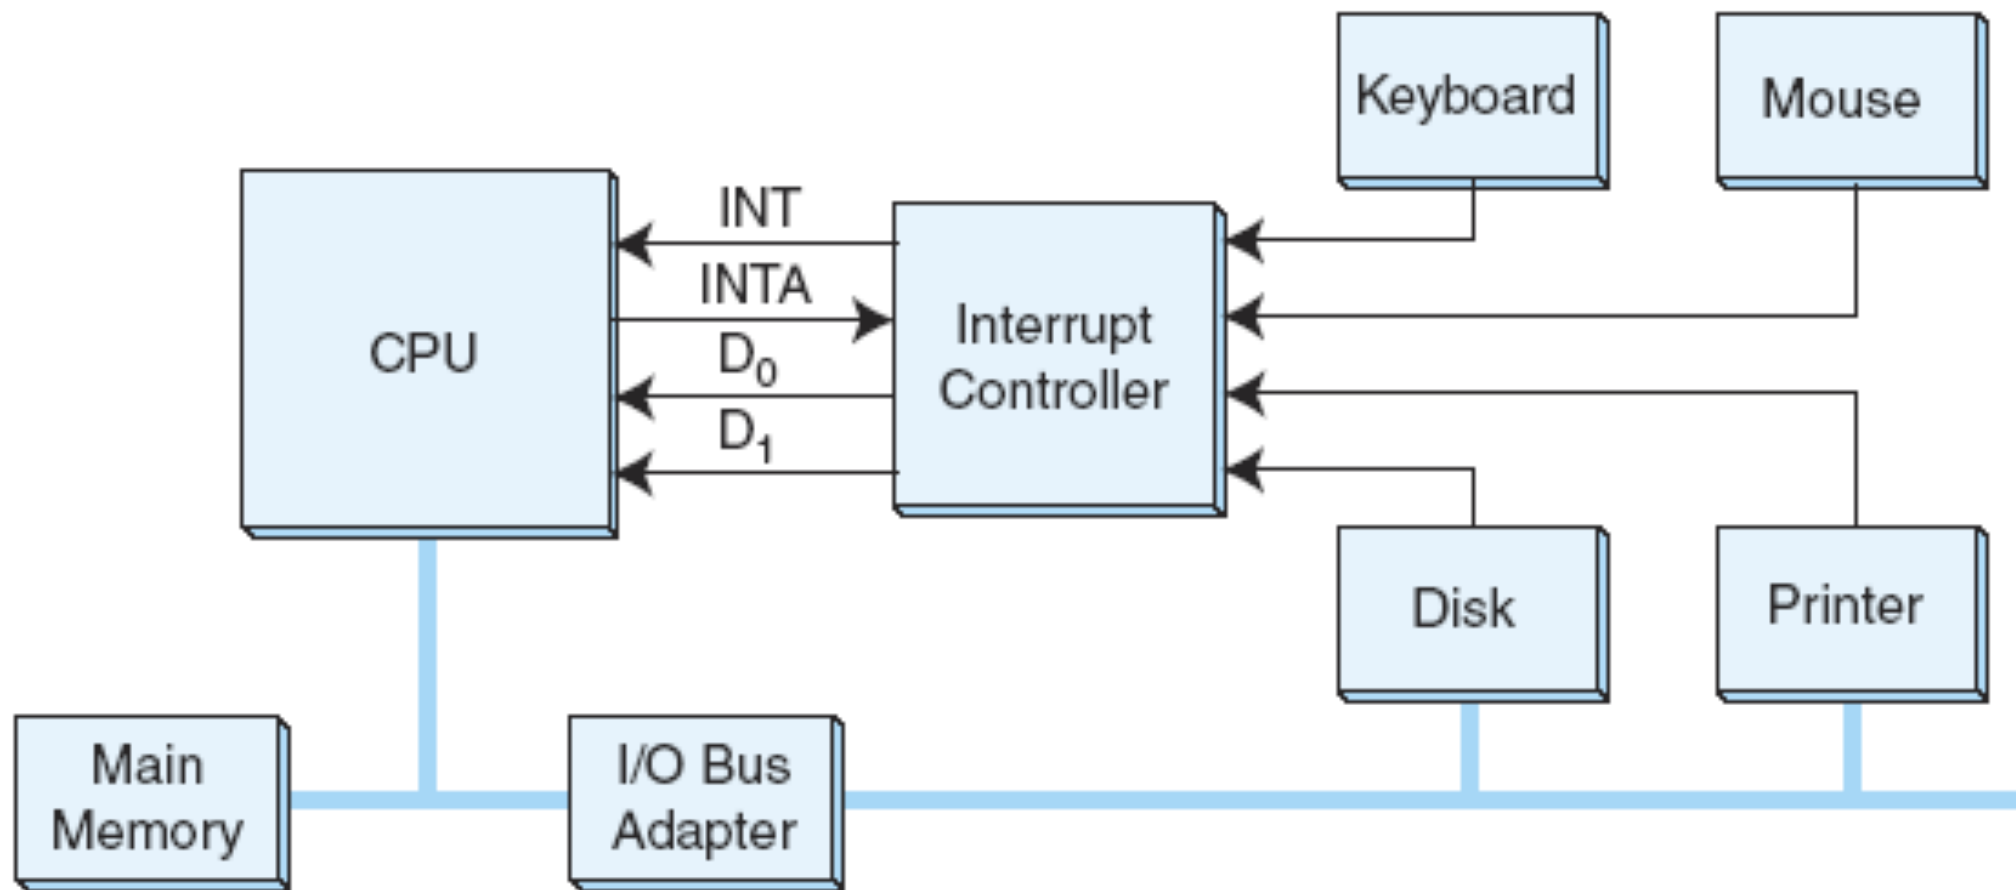 Keyboard
Mouse
INT
INTA
D0
D1
CPU
Interrupt
Controller
Disk
Printer
Main
Memory
I/O Bus
Adapter